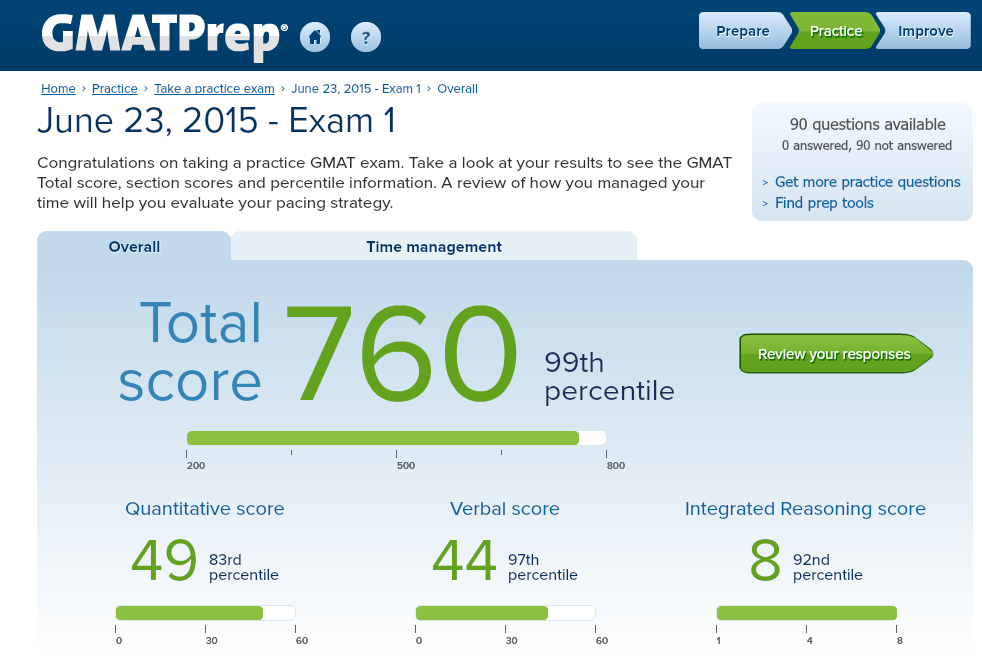 GMATPrep®
?
Prepare
Practice
Improve
Home › Practice › Take a practice exam › June 23, 2015 - Exam 1 › Overall
June 23, 2015 - Exam 1
Congratulations on taking a practice GMAT exam. Take a look at your results to see the GMAT
Total score, section scores and percentile information. A review of how you managed your
time will help you evaluate your pacing strategy.
90 questions available
0 answered, 90 not answered
> Get more practice questions
> Find prep tools
Overall
Time management
Total
score
760
99th
percentile
Review your responses
200
500
800
Quantitative score
49
83rd
percentile
0
30
60
Verbal score
44
97th
percentile
0
30
60
Integrated Reasoning score
8
92nd
percentile
1
4
8